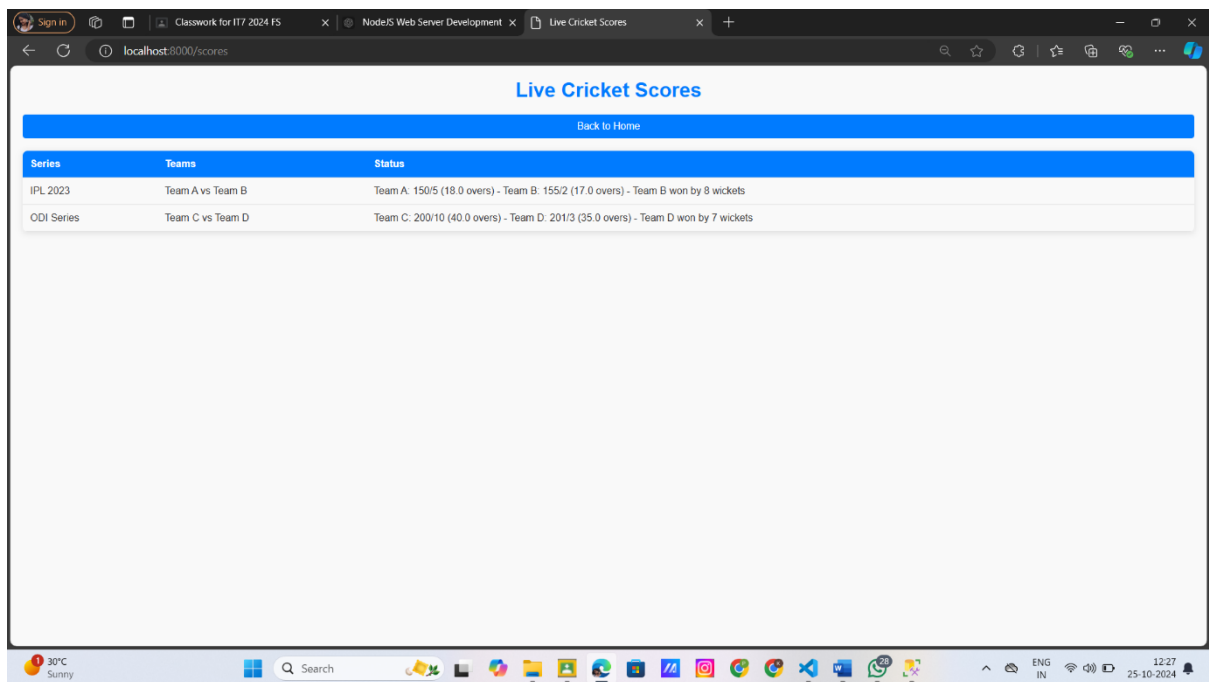 Sign in
Classwork for IT7 2024 FS
NodeJS Web Server Development
Live Cricket Scores
localhost:8000/scores
Live Cricket Scores
Back to Home
Series Teams Status
IPL 2023 Team A vs Team B Team A: 150/5 (18.0 overs) - Team B: 155/2 (17.0 overs) - Team B won by 8 wickets
ODI Series Team C vs Team D Team C: 200/10 (40.0 overs) - Team D: 201/3 (35.0 overs) - Team D won by 7 wickets
1
30°C
Sunny
Search
28
ENG
IN
12:27
25-10-2024